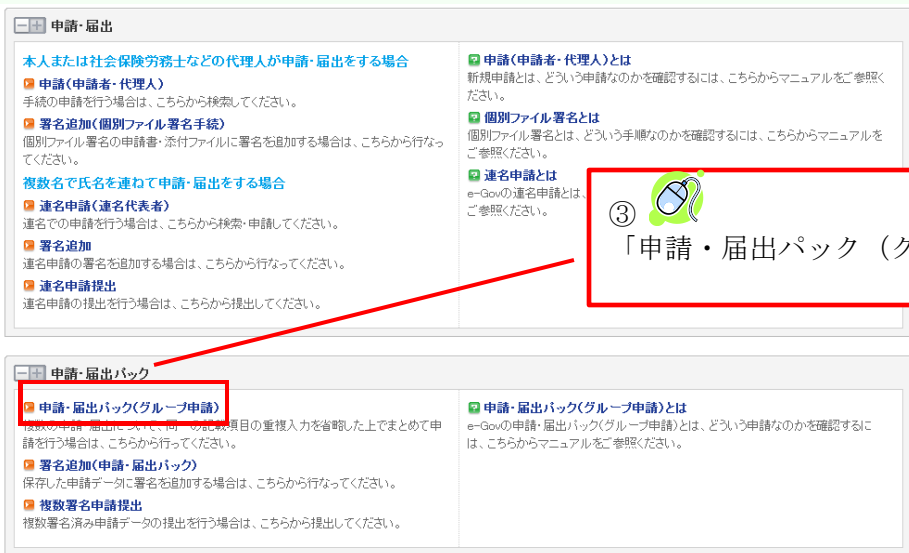 申請・届出
本人または社会保険労務士などの代理人が申請・届出をする場合
申請(申請者・代理人)
手続の申請を行う場合は、こちらから検索してください。
署名追加(個別ファイル署名手続)
個別ファイル署名の申請書・添付ファイルに署名を追加する場合は、こちらから行なっ
てください。
複数名で氏名を連ねて申請・届出をする場合
連名申請(連名代表者)
連名での申請を行う場合は、こちらから検索・申請してください。
署名追加
連名申請の署名を追加する場合は、こちらから行なってください。
連名申請提出
連名申請の提出を行う場合は、こちらから提出してください。
申請(申請者・代理人)とは
新規申請とは、どういう申請なのかを確認するには、こちらからマニュアルをご参照く
ださい。
個別ファイル署名とは
個別ファイル署名とは、どういう手順なのかを確認するには、こちらからマニュアルを
ご参照ください。
連名申請とは
e-Govの連名申請とは、
ご参照ください。
③
「申請・届出パック（ク
申請・届出パック
申請・届出パック(グループ申請)
複数の申請・届出について、同一の記載項目の重複入力を省略した上でまとめて申
請を行う場合は、こちらから行ってください。
署名追加(申請・届出パック)
保存した申請データに署名を追加する場合は、こちらから行なってください。
複数署名申請提出
複数署名済み申請データの提出を行う場合は、こちらから提出してください。
申請・届出パック(グループ申請)とは
e-Govの申請・届出パック(グループ申請)とは、どういう申請なのかを確認するに
は、こちらからマニュアルをご参照ください。